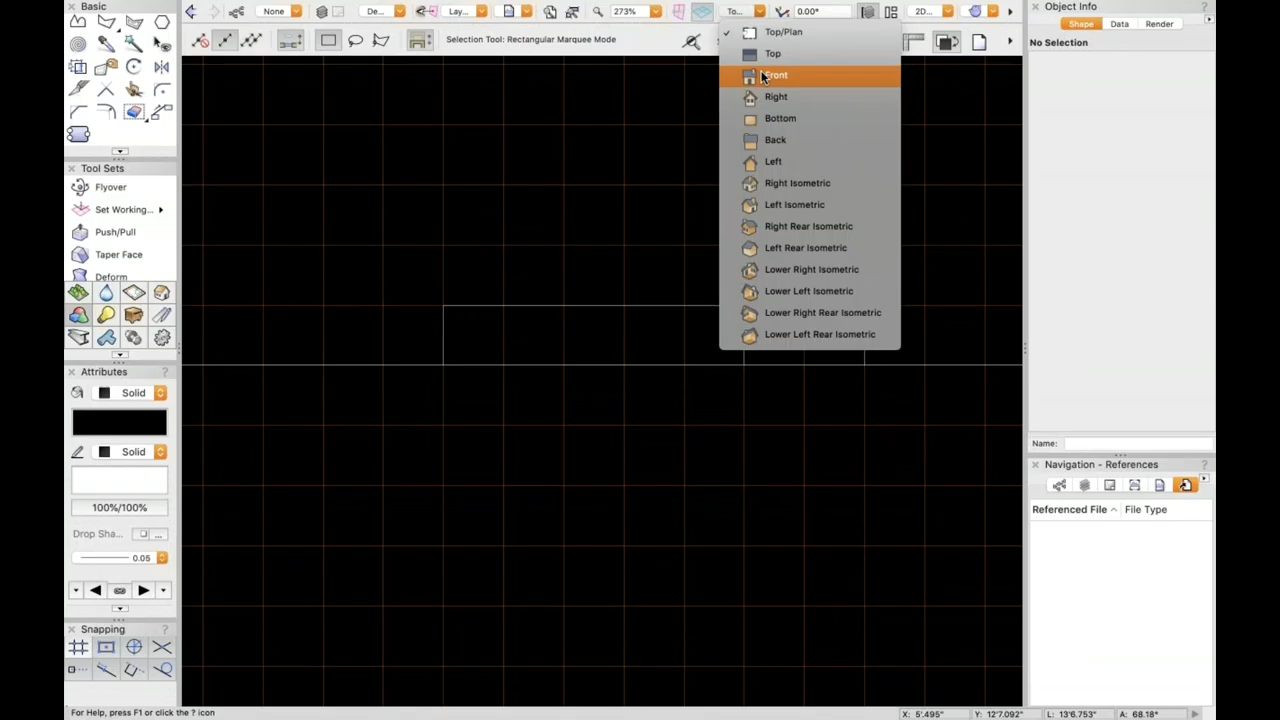 Basic
None
De...
Lay...
273%
To...
0.00°
2D...
Object Info
Shape
Data
Render
No Selection
Selection Tool: Rectangular Marquee Mode
Top/Plan
Top
Front
Right
Bottom
Back
Left
Right Isometric
Left Isometric
Right Rear Isometric
Left Rear Isometric
Lower Right Isometric
Lower Left Isometric
Lower Right Rear Isometric
Lower Left Rear Isometric
Tool Sets
Flyover
Set Working...
Push/Pull
Taper Face
Deform
Attributes
?
Solid
Solid
100%/100%
Drop Sha...
...
0.05
Snapping
?
Name:
Navigation - References
?
Referenced File
File Type
For Help, press F1 or click the ? icon
X: 5'.495"
Y: 12'7.092"
L: 13'6.753"
A: 68.18°